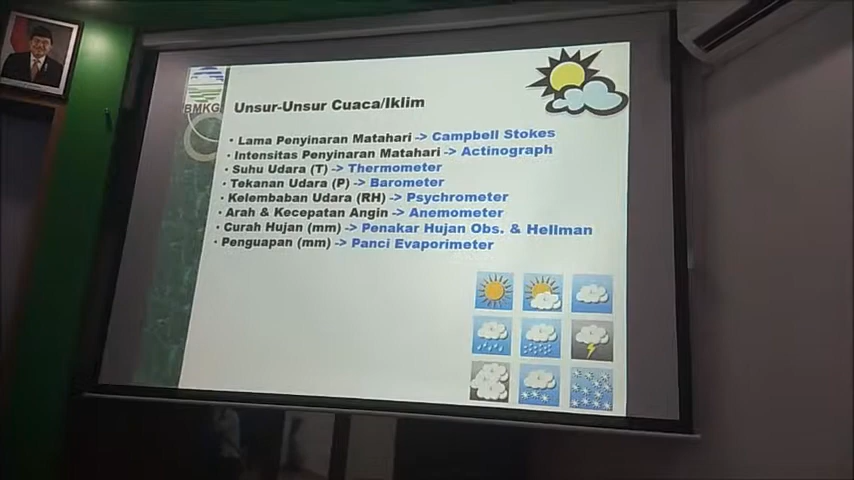 BMKG
Unsur-Unsur Cuaca/Iklim
• Lama Penyinaran Matahari -> Campbell Stokes
• Intensitas Penyinaran Matahari -> Actinograph
• Suhu Udara (T) -> Thermometer
• Tekanan Udara (P) -> Barometer
• Kelembaban Udara (RH) -> Psychrometer
• Arah & Kecepatan Angin -> Anemometer
• Curah Hujan (mm) -> Penakar Hujan Obs. & Hellman
• Penguapan (mm) -> Panci Evaporimeter